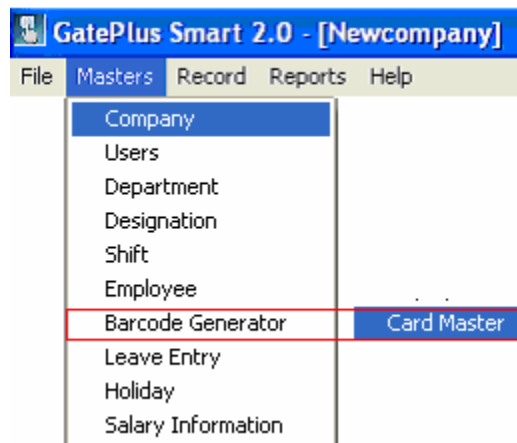 GatePlus Smart 2.0 - [Newcompany]
File Masters Record Reports Help
Company
Users
Department
Designation
Shift
Employee
Barcode Generator Card Master
Leave Entry
Holiday
Salary Information